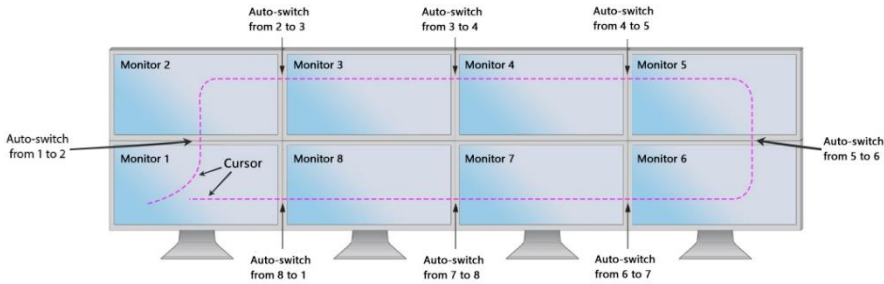 Auto-switch
from 2 to 3
Auto-switch
from 3 to 4
Auto-switch
from 4 to 5
Monitor 2
Monitor 3
Monitor 4
Monitor 5
Auto-switch
from 1 to 2
Auto-switch
from 5 to 6
Monitor 1
Cursor
Monitor 8
Monitor 7
Monitor 6
Auto-switch
from 8 to 1
Auto-switch
from 7 to 8
Auto-switch
from 6 to 7